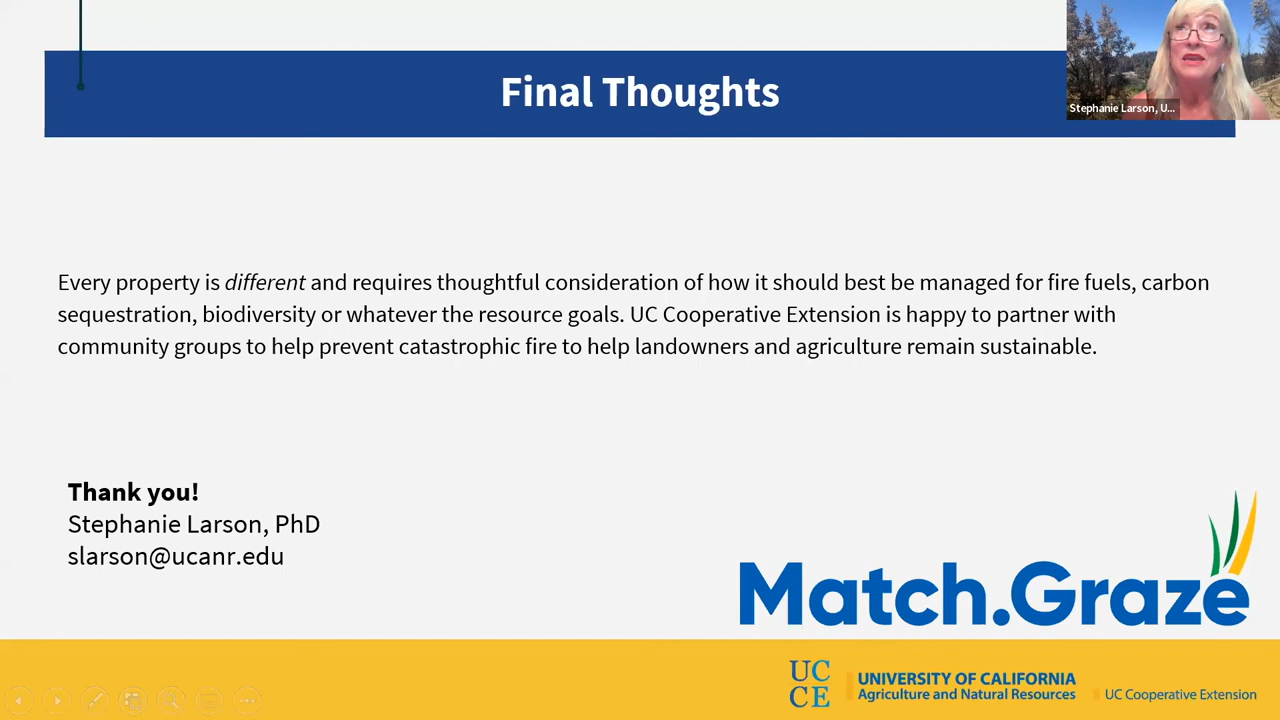 Final Thoughts
Stephanie Larson, U...
Every property is different and requires thoughtful consideration of how it should best be managed for fire fuels, carbon
sequestration, biodiversity or whatever the resource goals. UC Cooperative Extension is happy to partner with
community groups to help prevent catastrophic fire to help landowners and agriculture remain sustainable.
Thank you!
Stephanie Larson, PhD
slarson@ucanr.edu
Match.Graze
UC
CE
UNIVERSITY OF CALIFORNIA
Agriculture and Natural Resources
UC Cooperative Extension